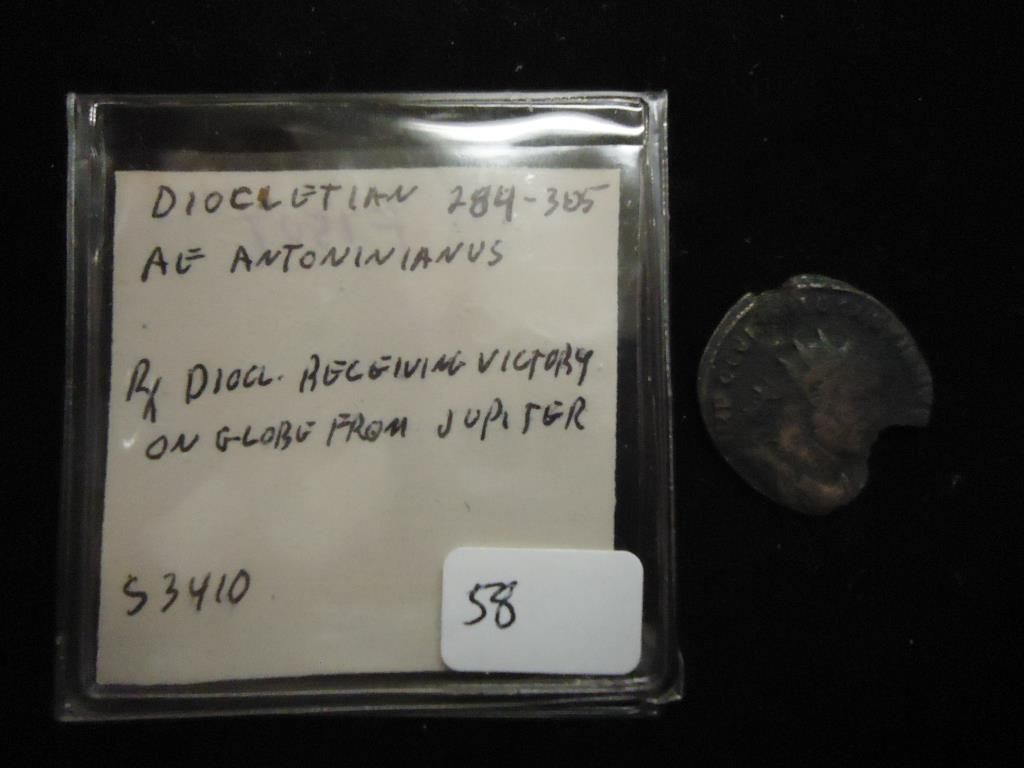 DIOCLETIAN 284-305
AE ANTONINIANUS
R DIOCL. RECEIVING VICTORY
ON GLOBE FROM JUPITER
S3410
58